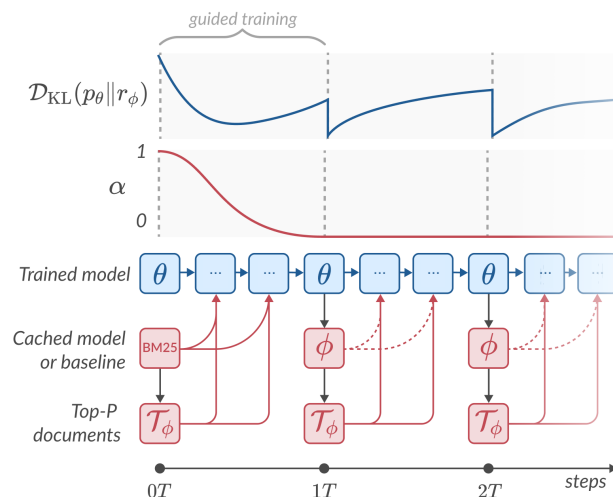 guided training
𝒟_KL(p_θ||r_ϕ)
1
α
0
Trained model θ ... ... θ ... ... θ ... ...
Cached model
or baseline
BM25 ϕ ϕ
Top-P
documents
𝒯_ϕ 𝒯_ϕ 𝒯_ϕ
0T 1T 2T steps